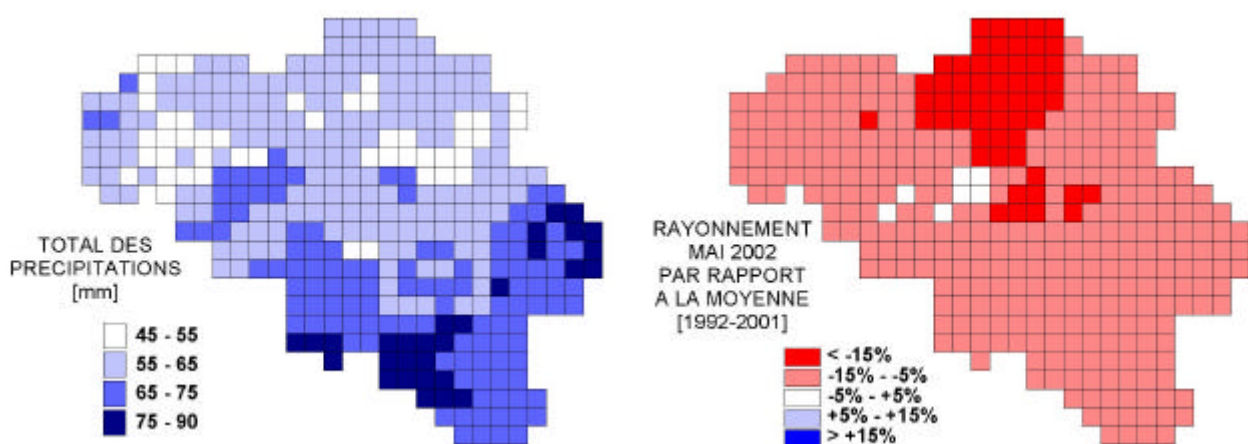 TOTAL DES
PRECIPITATIONS
[mm]
45 - 55
55 - 65
65 - 75
75 - 90
RAYONNEMENT
MAI 2002
PAR RAPPORT
A LA MOYENNE
[1992-2001]
< -15%
-15% - -5%
-5% - +5%
+5% - +15%
> +15%